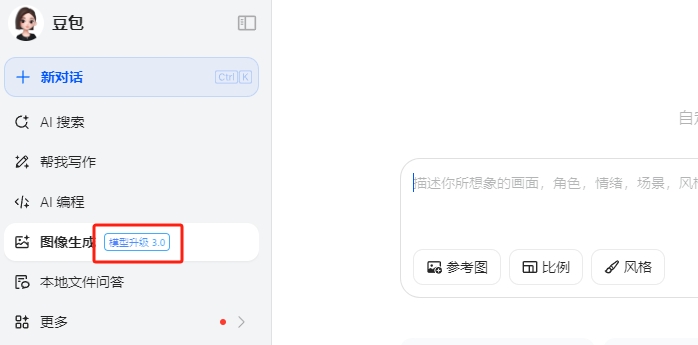 豆包
新对话 Ctrl K
AI 搜索
帮我写作
AI 编程
图像生成 模型升级 3.0
本地文件问答
更多
描述你所想象的画面，角色，情绪，场景，风
参考图 比例 风格